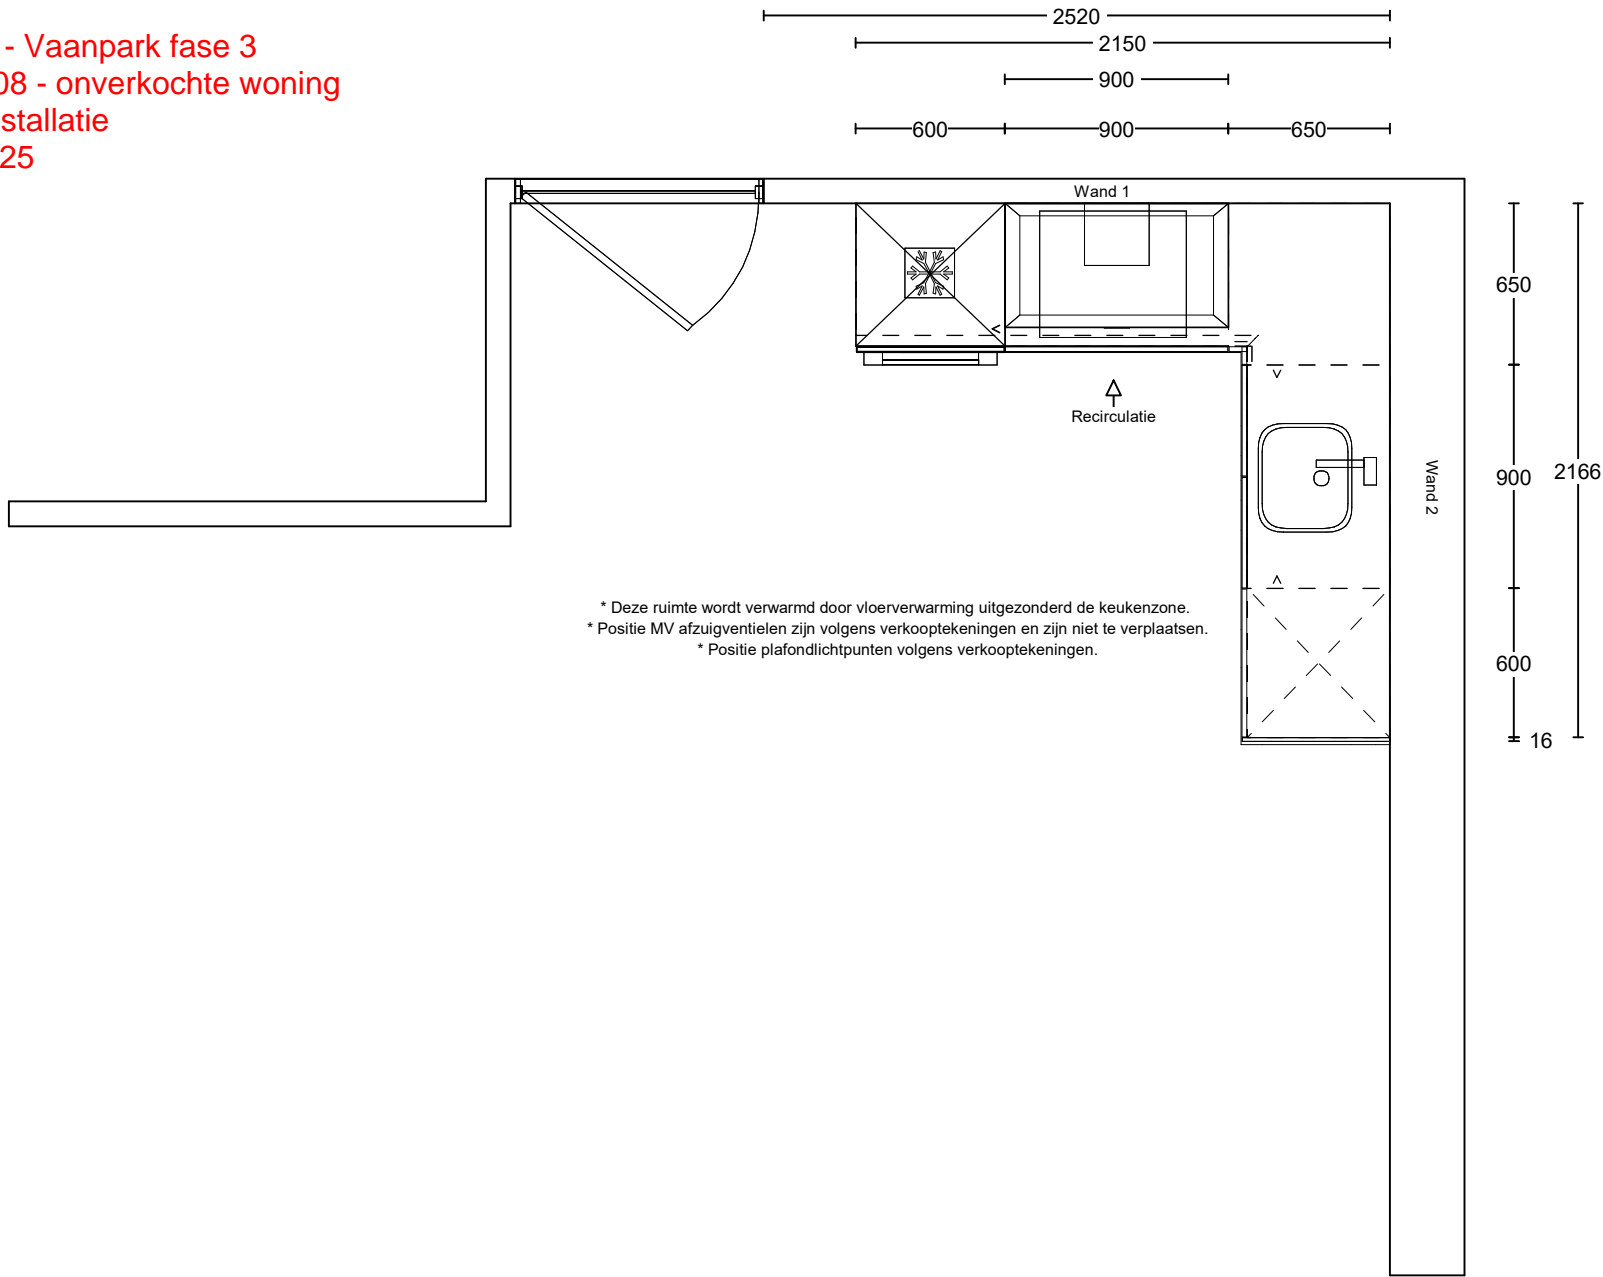 2520
2150
900
600 900 650
- Vaanpark fase 3
08 - onverkochte woning
stallatie
25
Wand 1
650
Recirculatie
900
2166
Wand 2
* Deze ruimte wordt verwarmd door vloerverwarming uitgezonderd de keukenzone.
* Positie MV afzuigventielen zijn volgens verkooptekeningen en zijn niet te verplaatsen.
* Positie plafondlichtpunten volgens verkooptekeningen.
600
16